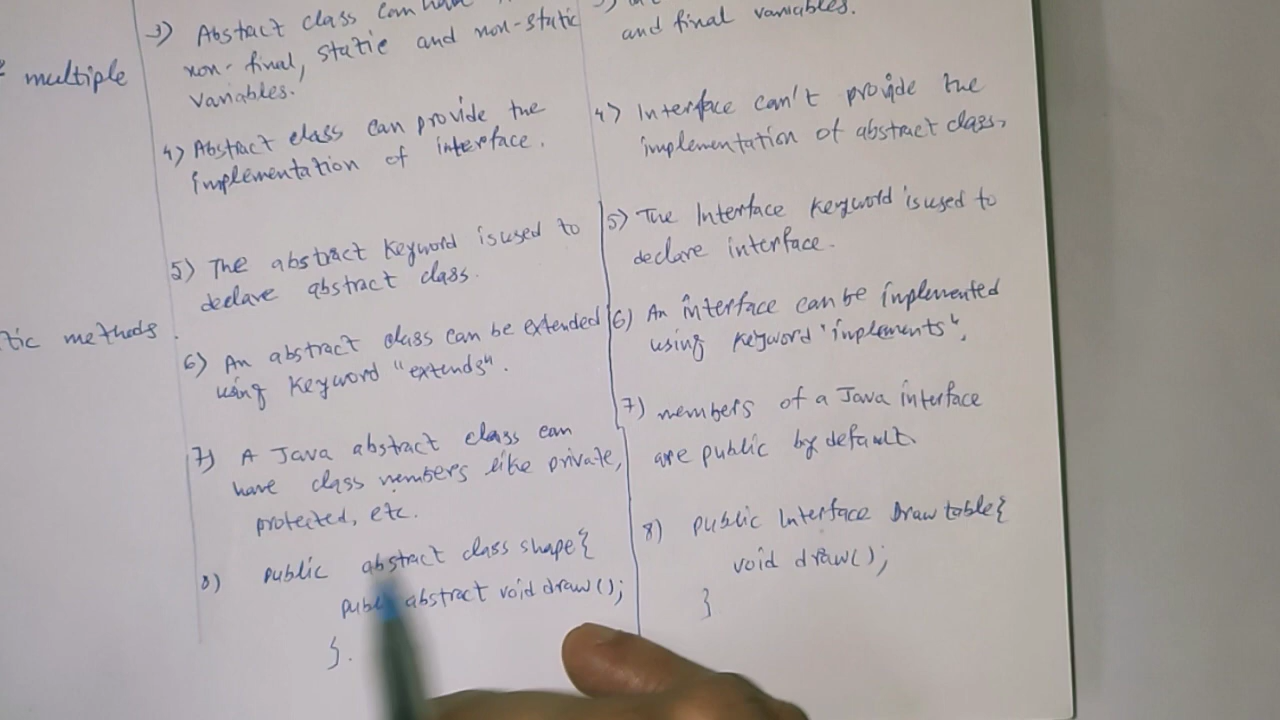 multiple
tic methods
3) Abstract class can
non-final, static and non-static
variables.
4) Abstract class can provide the
implementation of interface.
5) The abstract keyword is used to
declare abstract class.
6) An abstract class can be extended
using keyword "extends".
7) A Java abstract class can
have class members like private,
protected, etc.
8) public abstract class shape{
publ abstract void draw();
}.
and final variables.
4) Interface can't provide the
implementation of abstract class,
5) The Interface keyword is used to
declare interface.
6) An interface can be implemented
using keyword "implements".
7) members of a Java interface
are public by default
8) public Interface Drawtable{
void draw();
}